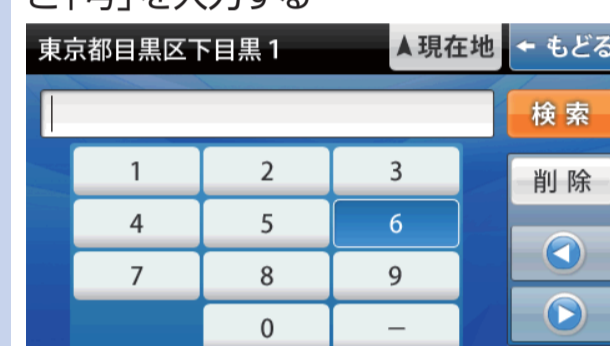 と「号」を入力する
東京都目黒区下目黒1 現在地 もどる
検索
1 2 3
削除
4 5 6
7 8 9
0 −